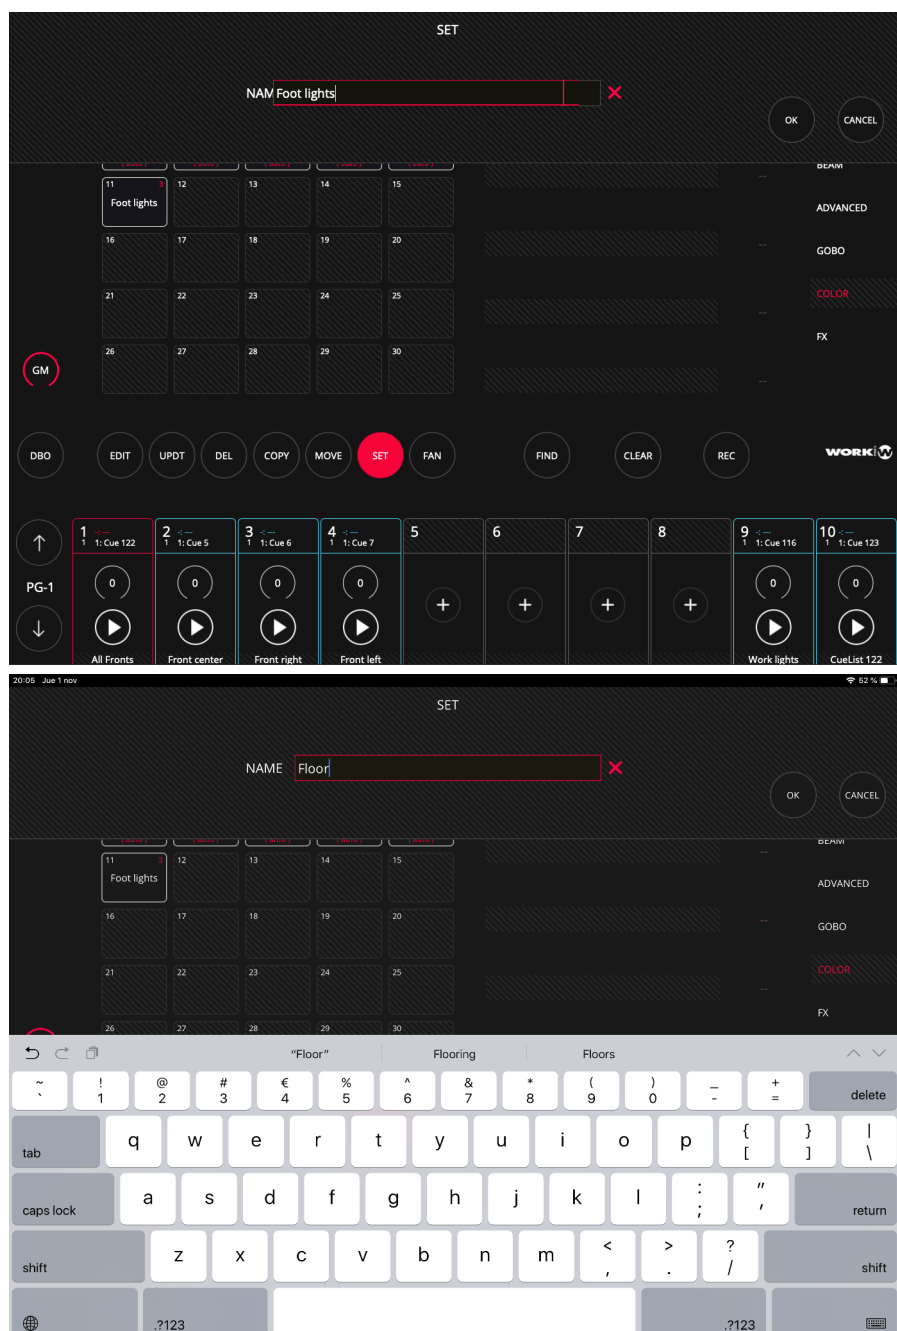 SET
NAM Foot lights
OK CANCEL
BEAM
11 3 12 13 14 15
Foot lights
ADVANCED
16 17 18 19 20
GOBO
21 22 23 24 25
COLOR
FX
26 27 28 29 30
GM
DBO EDIT UPDT DEL COPY MOVE SET FAN FIND CLEAR REC WORK
1 2 3 4 5 6 7 8 9 10
1 1: Cue 122 1 1: Cue 5 1 1: Cue 6 1 1: Cue 7 1 1: Cue 116 1 1: Cue 123
0 0 0 0 0 0
PG-1
All Fronts Front center Front right Front left Work lights CueList 122
20:05 Jue 1 nov 52 %
SET
NAME Floor
OK CANCEL
BEAM
11 3 12 13 14 15
Foot lights
ADVANCED
16 17 18 19 20
GOBO
21 22 23 24 25
COLOR
FX
26 27 28 29 30
“Floor” Flooring Floors
~ ! @ # € % ^ & * ( ) _ +
` 1 2 3 4 5 6 7 8 9 0 - = delete
tab q w e r t y u i o p { [ } ] | \
caps lock a s d f g h j k l : ; " ' return
shift z x c v b n m < , > . ? / shift
.?123 .?123